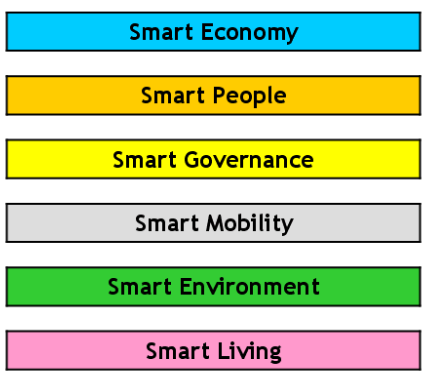 Smart Economy
Smart People
Smart Governance
Smart Mobility
Smart Environment
Smart Living